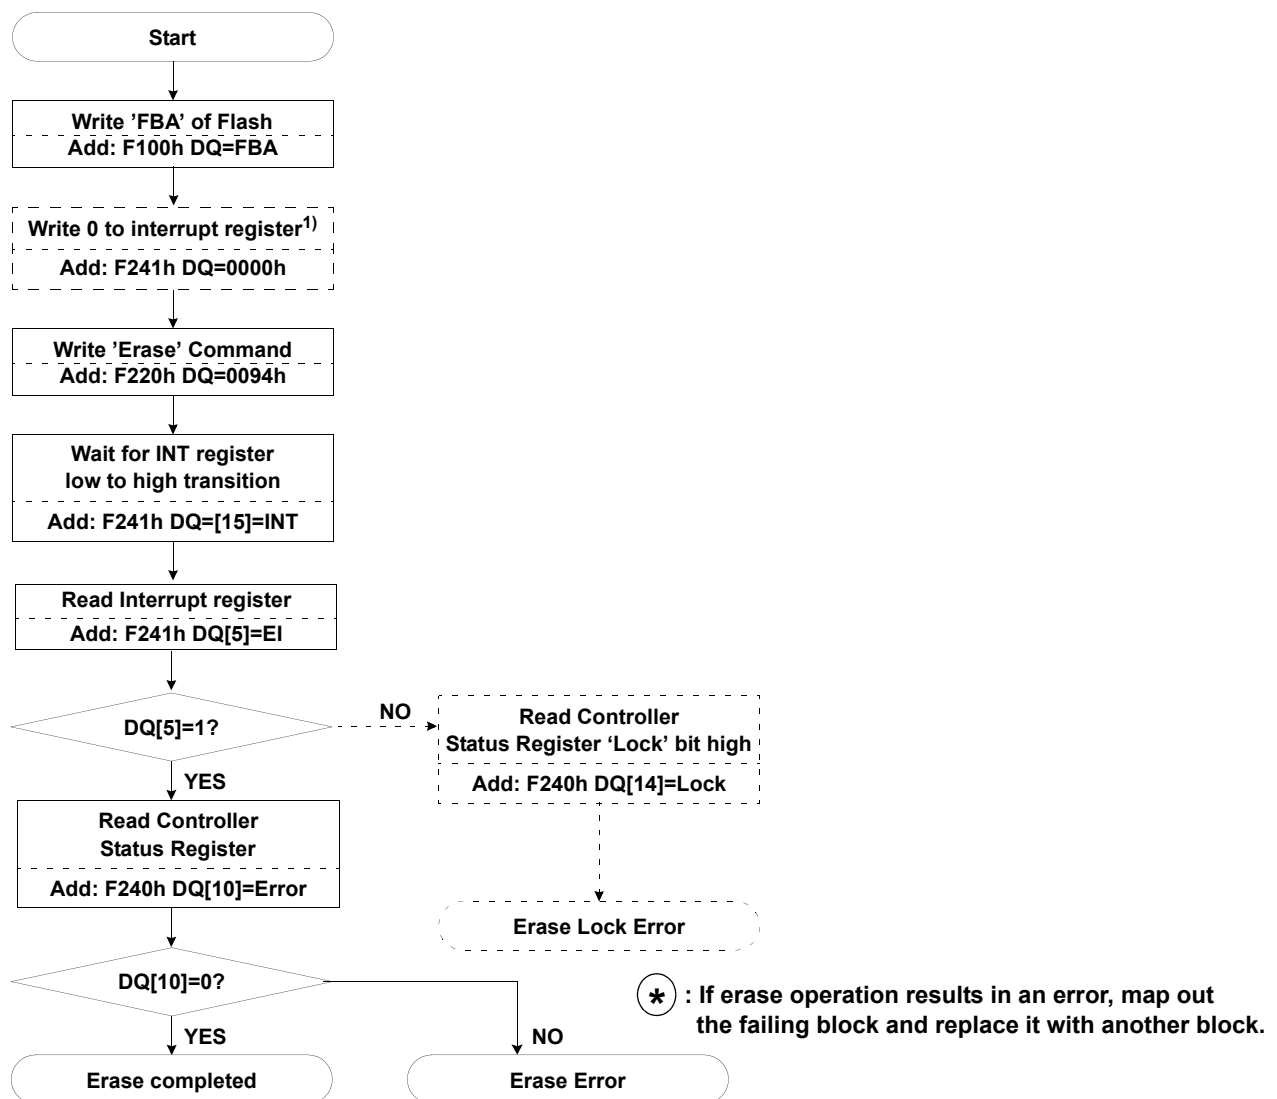 Start
Write ’FBA’ of Flash
Add: F100h DQ=FBA
Write 0 to interrupt register1)
Add: F241h DQ=0000h
Write ’Erase’ Command
Add: F220h DQ=0094h
Wait for INT register
low to high transition
Add: F241h DQ=[15]=INT
Read Interrupt register
Add: F241h DQ[5]=EI
DQ[5]=1?
NO
YES
Read Controller
Status Register ‘Lock’ bit high
Add: F240h DQ[14]=Lock
Read Controller
Status Register
Add: F240h DQ[10]=Error
Erase Lock Error
DQ[10]=0?
* : If erase operation results in an error, map out
the failing block and replace it with another block.
YES
NO
Erase completed
Erase Error